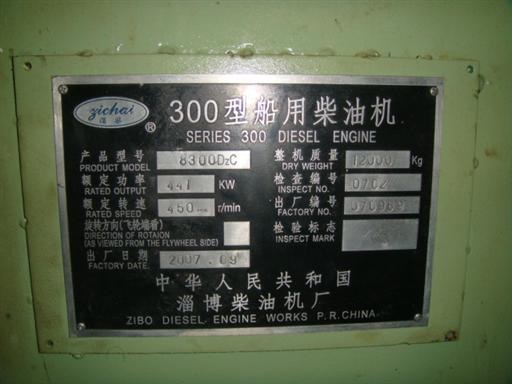 zichai
淄柴
®
300型船用柴油机
SERIES 300 DIESEL ENGINE
产品型号 8300DzC
PRODUCT MODEL
额定功率 441 KW
RATED OUTPUT
额定转速 450 r/min
RATED SPEED
旋转方向(飞轮端看)
DIRECTION OF ROTAION
(AS VIEWED FROM THE FLYWHEEL SIDE)
出厂日期 2007.09
FACTORY DATE.
整机质量 12000 Kg
DRY WEIGHT
检查编号 0702
INSPECT NO.
出厂编号
FACTORY NO.
检验标志
INSPECT MARK
中华人民共和国
淄博柴油机厂
ZIBO DIESEL ENGINE WORKS P.R.CHINA